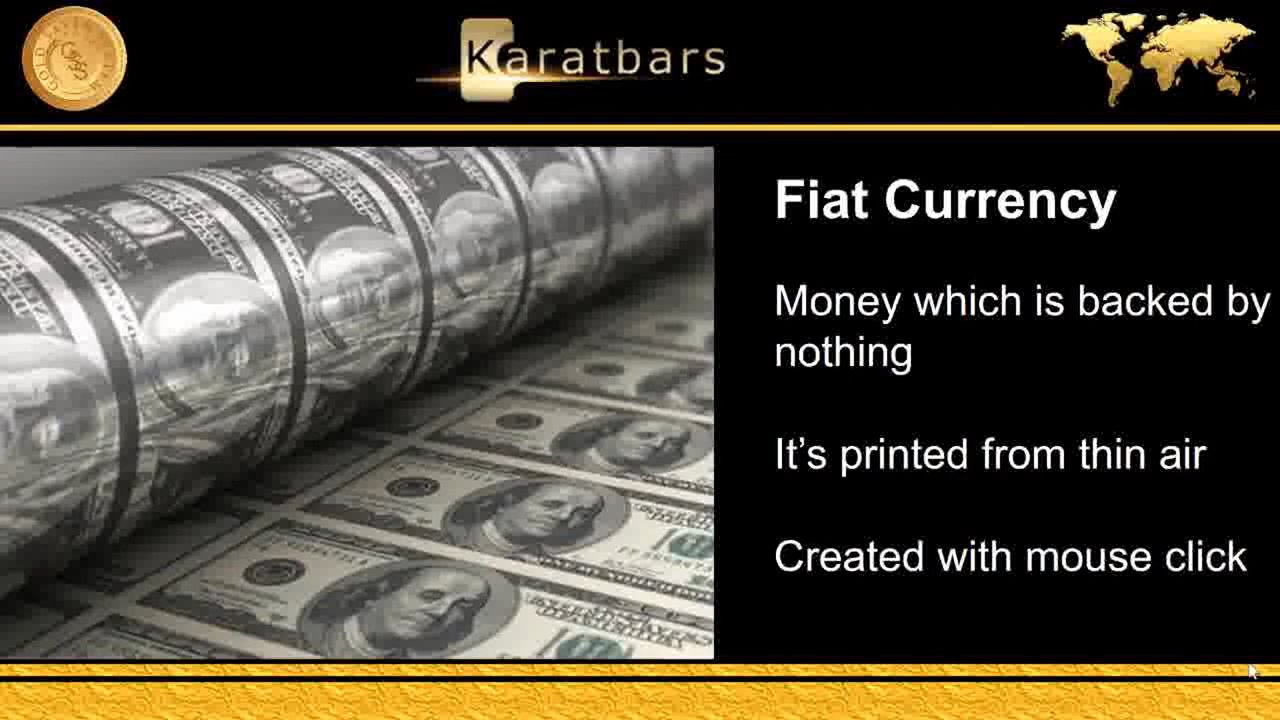 Karatbars
Fiat Currency
Money which is backed by
nothing
It’s printed from thin air
Created with mouse click